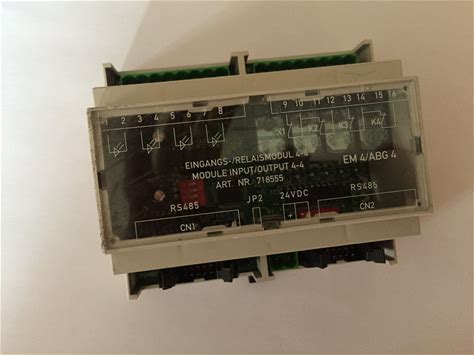 1 2 3 4 5 6 7 8
9 10 11 12 13 14 15 16
K1 K2 K3 K4
EINGANGS-/RELAISMODUL 4-4
MODULE INPUT/OUTPUT 4-4
ART. NR. 718555
EM 4/ABG 4
RS485 JP2 24VDC RS485
+
CN1 CN2